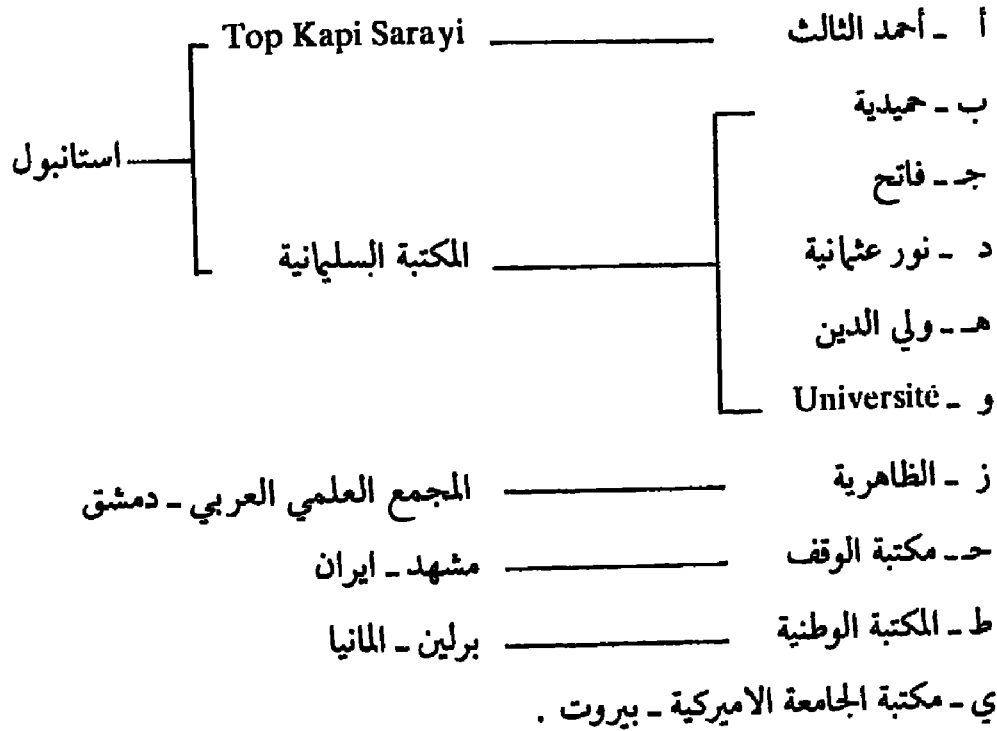 أ - أحمد الثالث Top Kapi Sarayi
ب - حميدية
استانبول
جـ - فاتح
د - نور عثمانية المكتبة السليمانية
هـ - ولي الدين
و - Université
ز - الظاهرية المجمع العلمي العربي - دمشق
حـ - مكتبة الوقف مشهد - ايران
ط - المكتبة الوطنية برلين - المانيا
ي - مكتبة الجامعة الاميركية - بيروت .